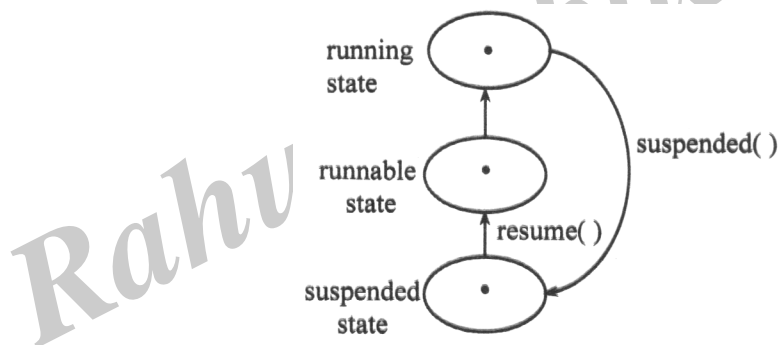 running
state
suspended( )
runnable
state
resume( )
suspended
state